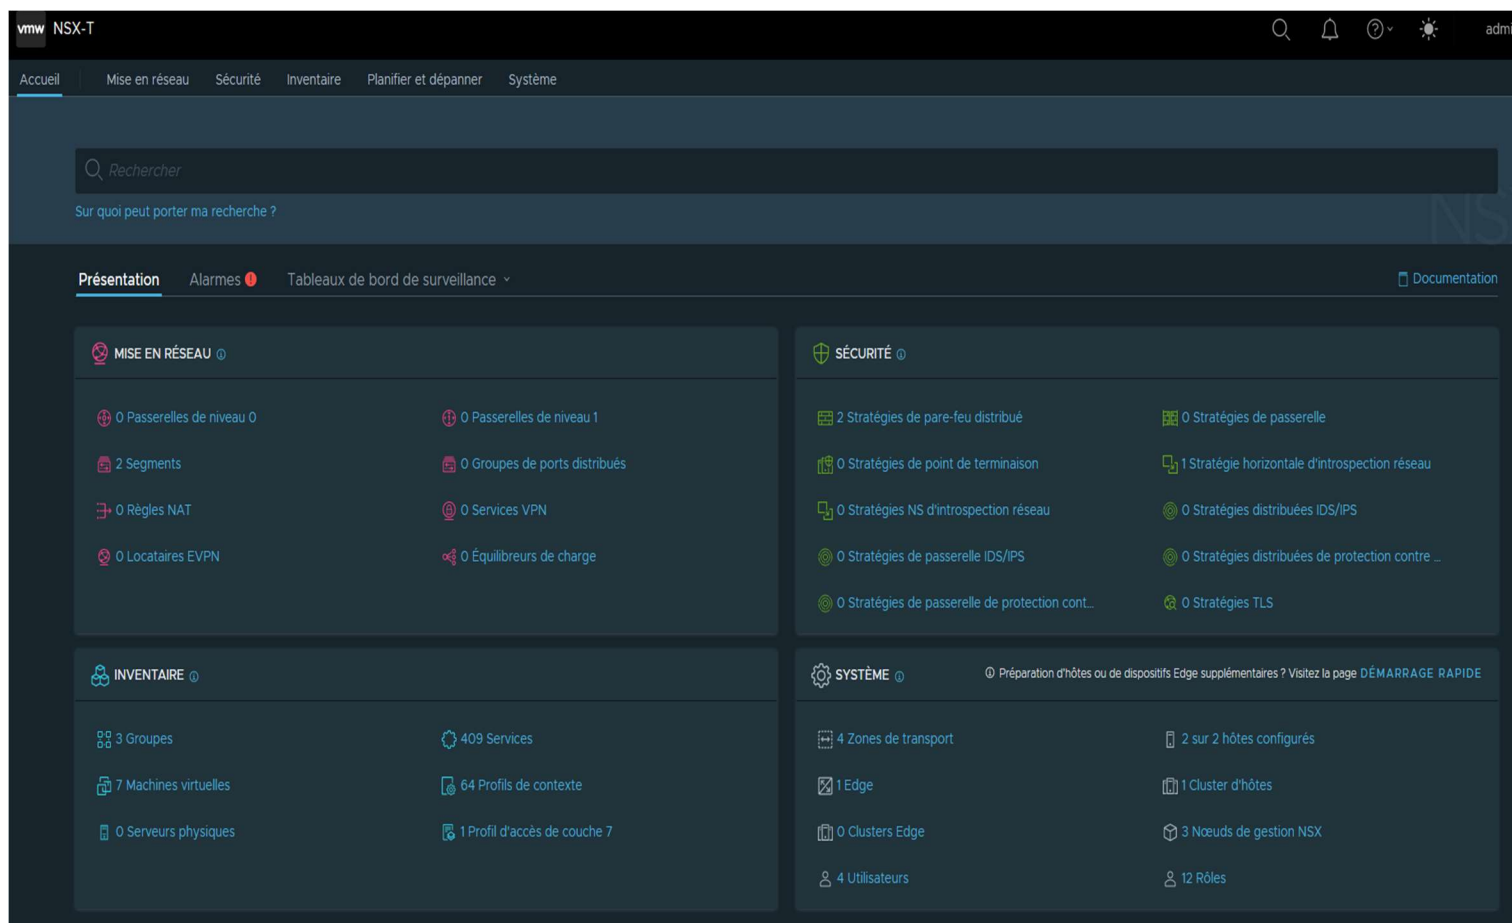 vmw NSX-T
Accueil Mise en réseau Sécurité Inventaire Planifier et dépanner Système
Rechercher
Sur quoi peut porter ma recherche ?
Présentation Alarmes Tableaux de bord de surveillance Documentation
MISE EN RÉSEAU
0 Passerelles de niveau 0 0 Passerelles de niveau 1
2 Segments 0 Groupes de ports distribués
0 Règles NAT 0 Services VPN
0 Locataires EVPN 0 Équilibreurs de charge
SÉCURITÉ
2 Stratégies de pare-feu distribué 0 Stratégies de passerelle
0 Stratégies de point de terminaison 1 Stratégie horizontale d'introspection réseau
0 Stratégies NS d'introspection réseau 0 Stratégies distribuées IDS/IPS
0 Stratégies de passerelle IDS/IPS 0 Stratégies distribuées de protection contre ...
0 Stratégies de passerelle de protection cont... 0 Stratégies TLS
INVENTAIRE
3 Groupes 409 Services
7 Machines virtuelles 64 Profils de contexte
0 Serveurs physiques 1 Profil d'accès de couche 7
SYSTÈME Préparation d'hôtes ou de dispositifs Edge supplémentaires ? Visitez la page DÉMARRAGE RAPIDE
4 Zones de transport 2 sur 2 hôtes configurés
1 Edge 1 Cluster d'hôtes
0 Clusters Edge 3 Nœuds de gestion NSX
4 Utilisateurs 12 Rôles